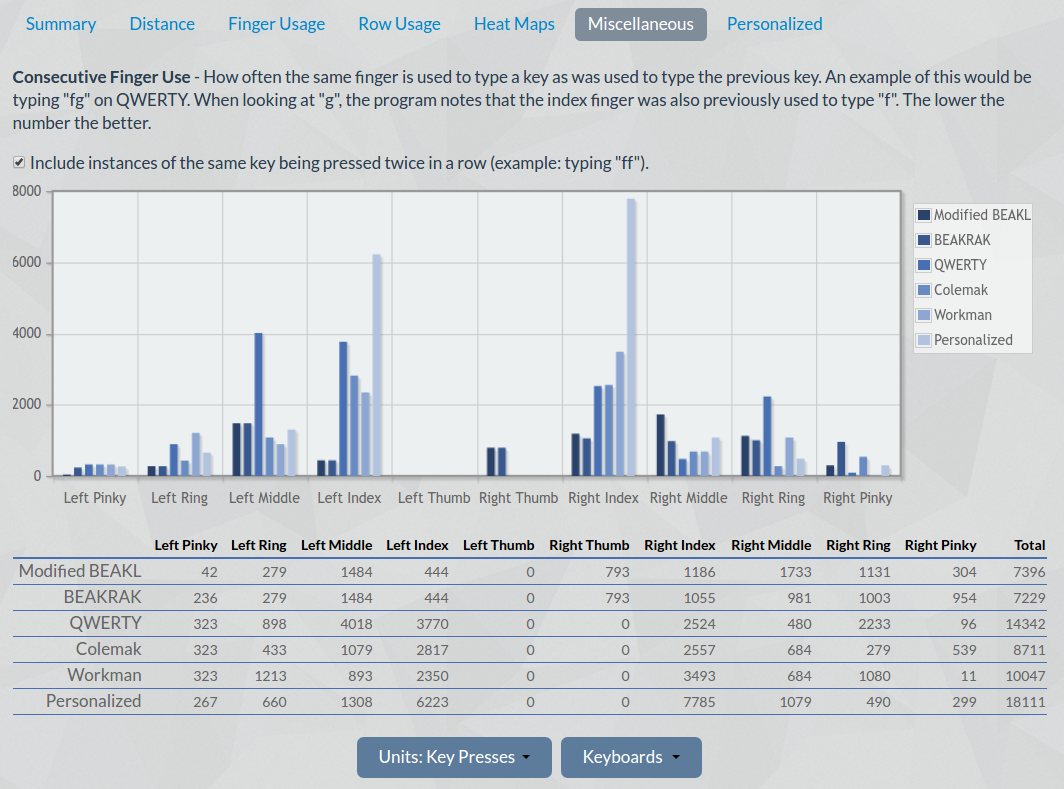 Summary Distance Finger Usage Row Usage Heat Maps Miscellaneous Personalized
Consecutive Finger Use - How often the same finger is used to type a key as was used to type the previous key. An example of this would be
typing "fg" on QWERTY. When looking at "g", the program notes that the index finger was also previously used to type "f". The lower the
number the better.
Include instances of the same key being pressed twice in a row (example: typing "ff").
8000
6000
4000
2000
0
Left Pinky Left Ring Left Middle Left Index Left Thumb Right Thumb Right Index Right Middle Right Ring Right Pinky
Modified BEAKL
BEAKRAK
QWERTY
Colemak
Workman
Personalized
Left Pinky Left Ring Left Middle Left Index Left Thumb Right Thumb Right Index Right Middle Right Ring Right Pinky Total
Modified BEAKL 42 279 1484 444 0 793 1186 1733 1131 304 7396
BEAKRAK 236 279 1484 444 0 793 1055 981 1003 954 7229
QWERTY 323 898 4018 3770 0 0 2524 480 2233 96 14342
Colemak 323 433 1079 2817 0 0 2557 684 279 539 8711
Workman 323 1213 893 2350 0 0 3493 684 1080 11 10047
Personalized 267 660 1308 6223 0 0 7785 1079 490 299 18111
Units: Key Presses Keyboards